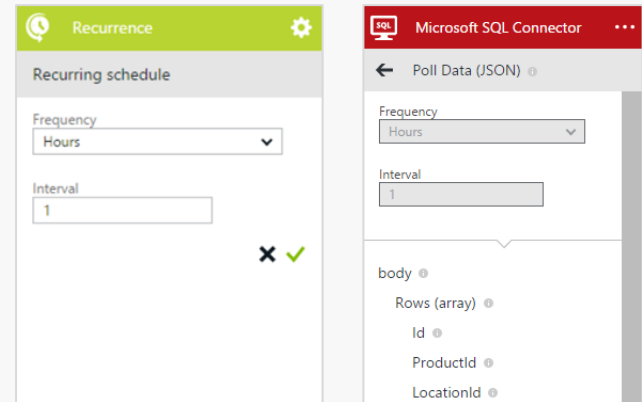 Recurrence
Recurring schedule
Frequency
Hours
Interval
1
SQL
Microsoft SQL Connector
Poll Data (JSON)
Frequency
Hours
Interval
1
body
Rows (array)
Id
ProductId
LocationId